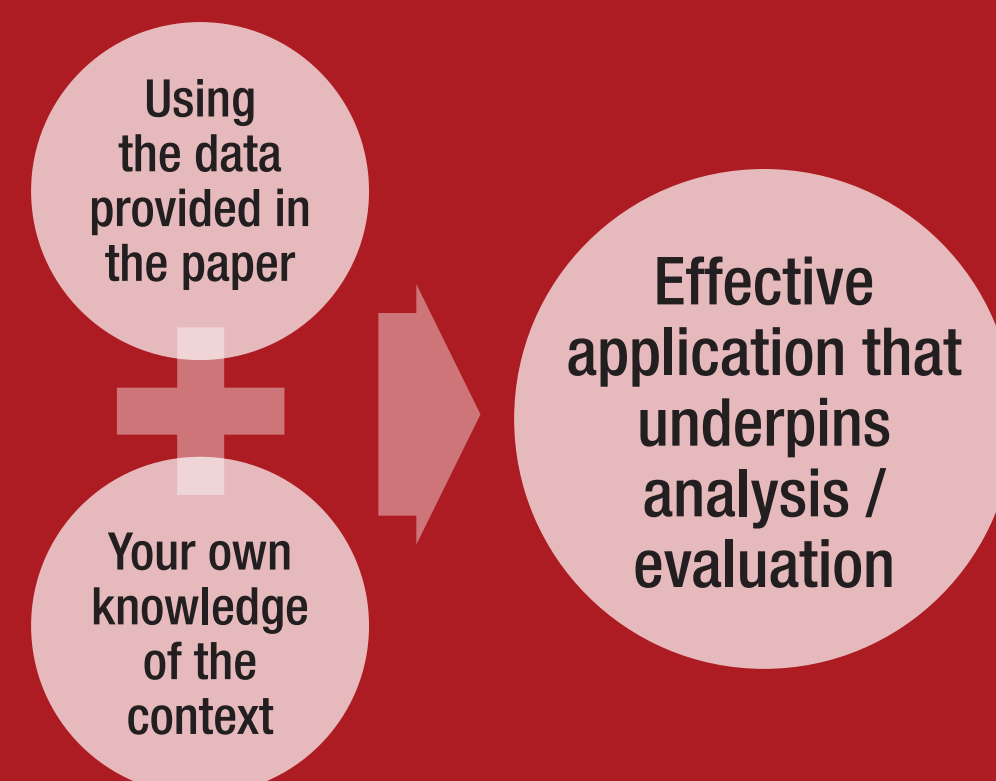 Using
the data
provided in
the paper
Your own
knowledge
of the
context
Effective
application that
underpins
analysis /
evaluation